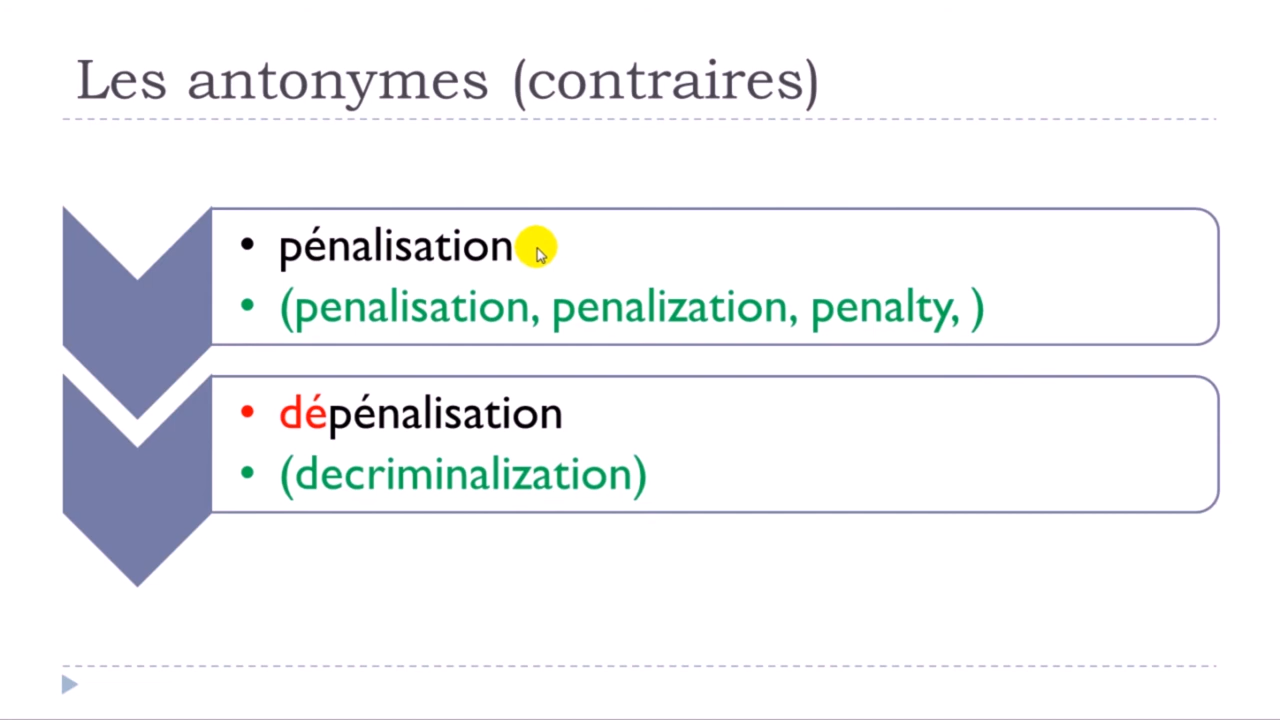 Les antonymes (contraires)
• pénalisation
• (penalisation, penalization, penalty, )
• dépénalisation
• (decriminalization)